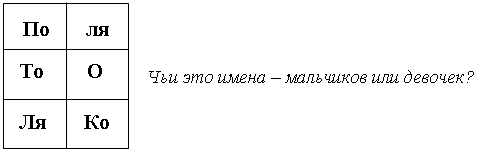 По ля
То О
Чьи это имена – мальчиков или девочек?
Ля Ко